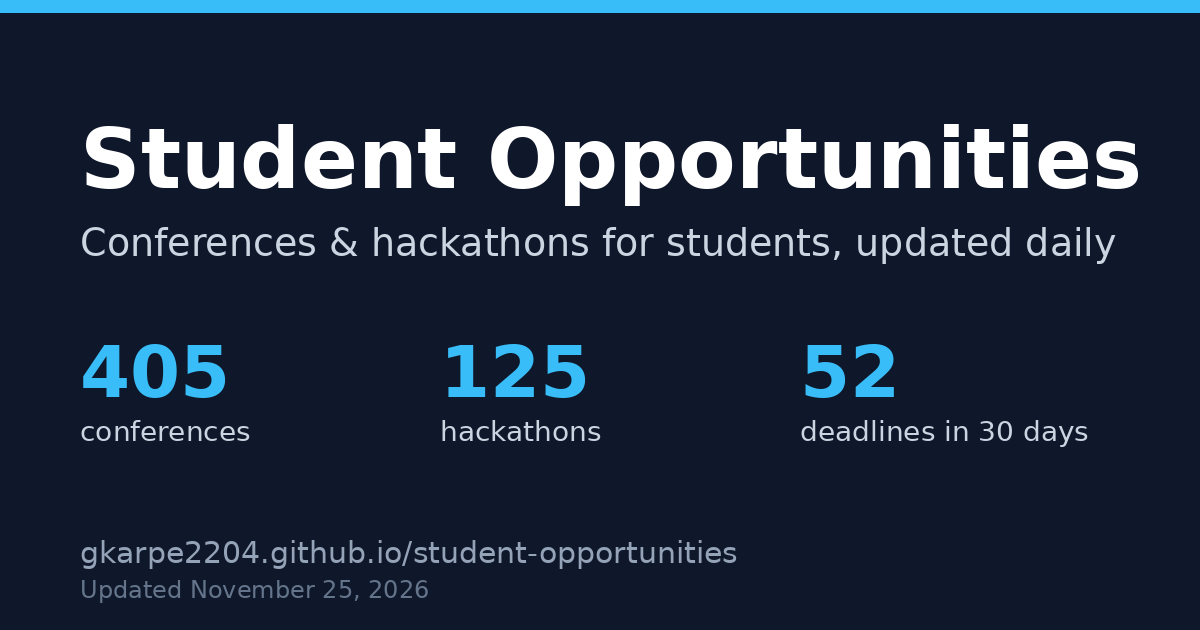 Student Opportunities
Conferences & hackathons for students, updated daily
405
conferences
125
hackathons
52
deadlines in 30 days
gkarpe2204.github.io/student-opportunities
Updated November 25, 2026